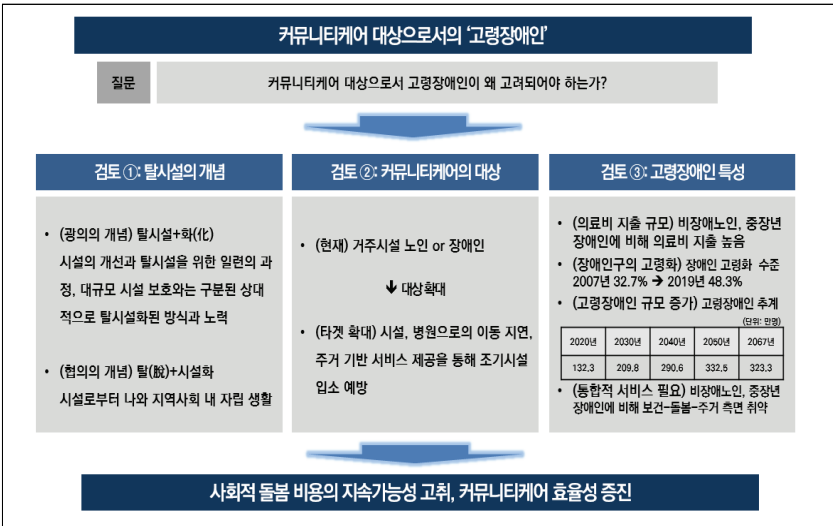 커뮤니티케어 대상으로서의 '고령장애인'
질문
커뮤니티케어 대상으로서 고령장애인이 왜 고려되어야 하는가?
검토 ①: 탈시설의 개념
• (광의의 개념) 탈시설+화(化)
시설의 개선과 탈시설을 위한 일련의 과
정, 대규모 시설 보호와는 구분된 상대
적으로 탈시설화된 방식과 노력
• (협의의 개념) 탈(脫)+시설화
시설로부터 나와 지역사회 내 자립 생활
검토 ②: 커뮤니티케어의 대상
• (현재) 거주시설 노인 or 장애인
↓ 대상확대
• (타겟 확대) 시설, 병원으로의 이동 지연,
주거 기반 서비스 제공을 통해 조기시설
입소 예방
검토 ③: 고령장애인 특성
• (의료비 지출 규모) 비장애노인, 중장년
장애인에 비해 의료비 지출 높음
• (장애인구의 고령화) 장애인 고령화 수준
2007년 32.7% → 2019년 48.3%
• (고령장애인 규모 증가) 고령장애인 추계
(단위: 만명)
2020년 2030년 2040년 2050년 2067년
132.3 209.8 290.6 332.5 323.3
• (통합적 서비스 필요) 비장애노인, 중장년
장애인에 비해 보건-돌봄-주거 측면 취약
사회적 돌봄 비용의 지속가능성 고취, 커뮤니티케어 효율성 증진